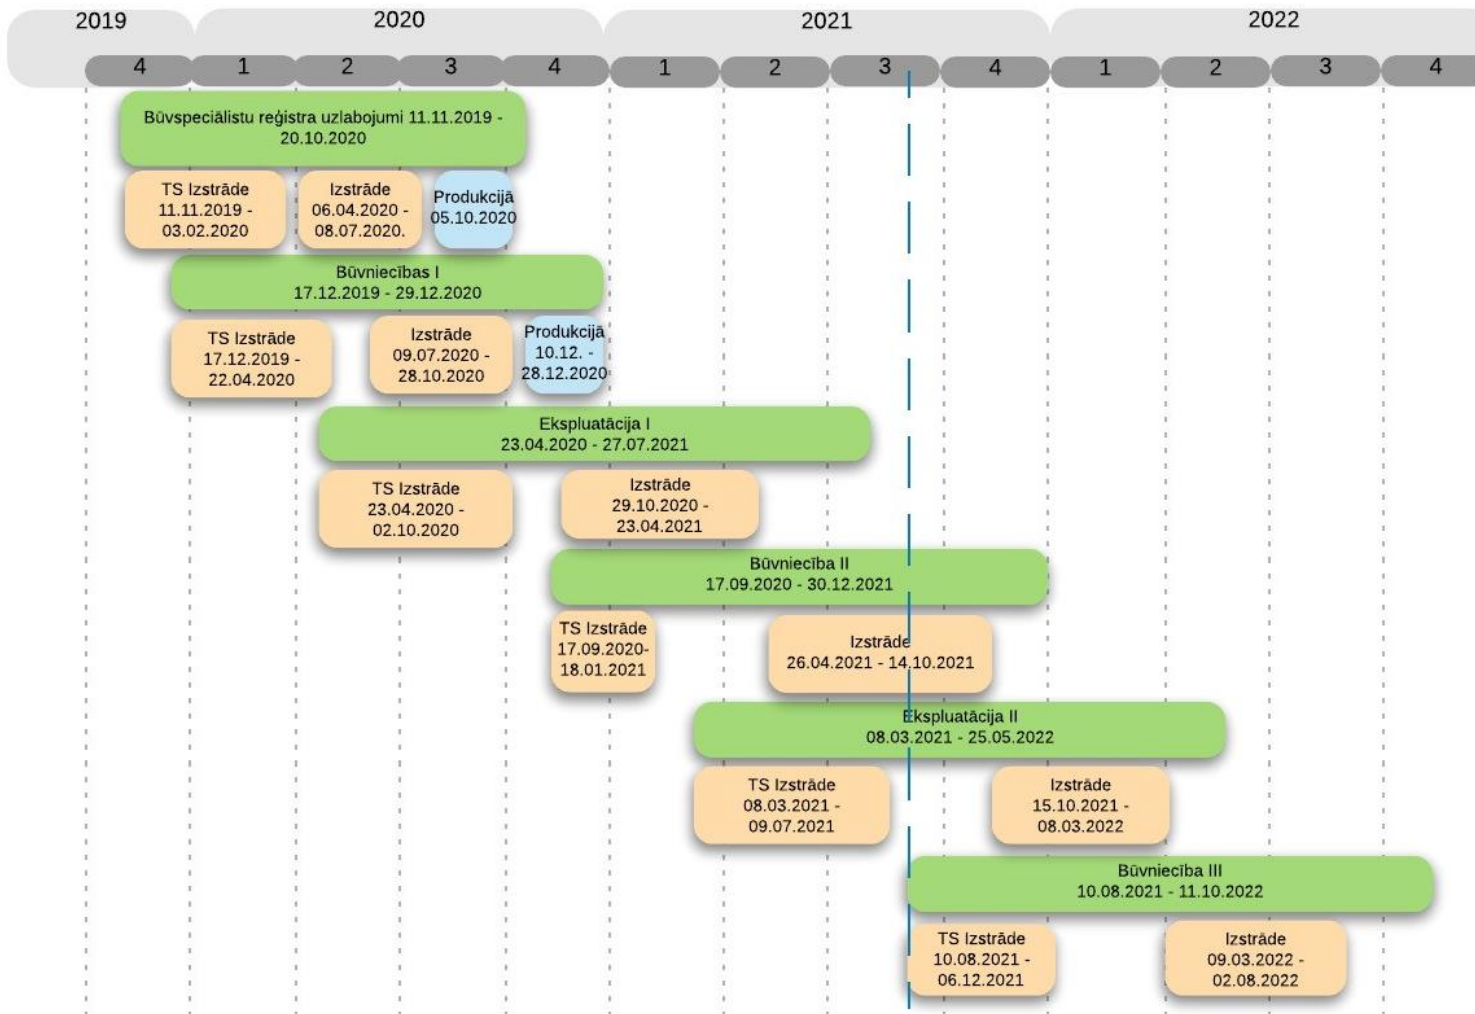 2019
2020
2021
2022
4
1
2
3
4
1
2
3
4
1
2
3
4
Būvspeciālistu reģistra uzlabojumi 11.11.2019 -
20.10.2020
TS Izstrāde
11.11.2019 -
03.02.2020
Izstrāde
06.04.2020 -
08.07.2020.
Produkcijā
05.10.2020
Būvniecības I
17.12.2019 - 29.12.2020
TS Izstrāde
17.12.2019 -
22.04.2020
Izstrāde
09.07.2020 -
28.10.2020
Produkcijā
10.12. -
28.12.2020
Ekspluatācija I
23.04.2020 - 27.07.2021
TS Izstrāde
23.04.2020 -
02.10.2020
Izstrāde
29.10.2020 -
23.04.2021
Būvniecība II
17.09.2020 - 30.12.2021
TS Izstrāde
17.09.2020-
18.01.2021
Izstrāde
26.04.2021 - 14.10.2021
Ekspluatācija II
08.03.2021 - 25.05.2022
TS Izstrāde
08.03.2021 -
09.07.2021
Izstrāde
15.10.2021 -
08.03.2022
Būvniecība III
10.08.2021 - 11.10.2022
TS Izstrāde
10.08.2021 -
06.12.2021
Izstrāde
09.03.2022 -
02.08.2022